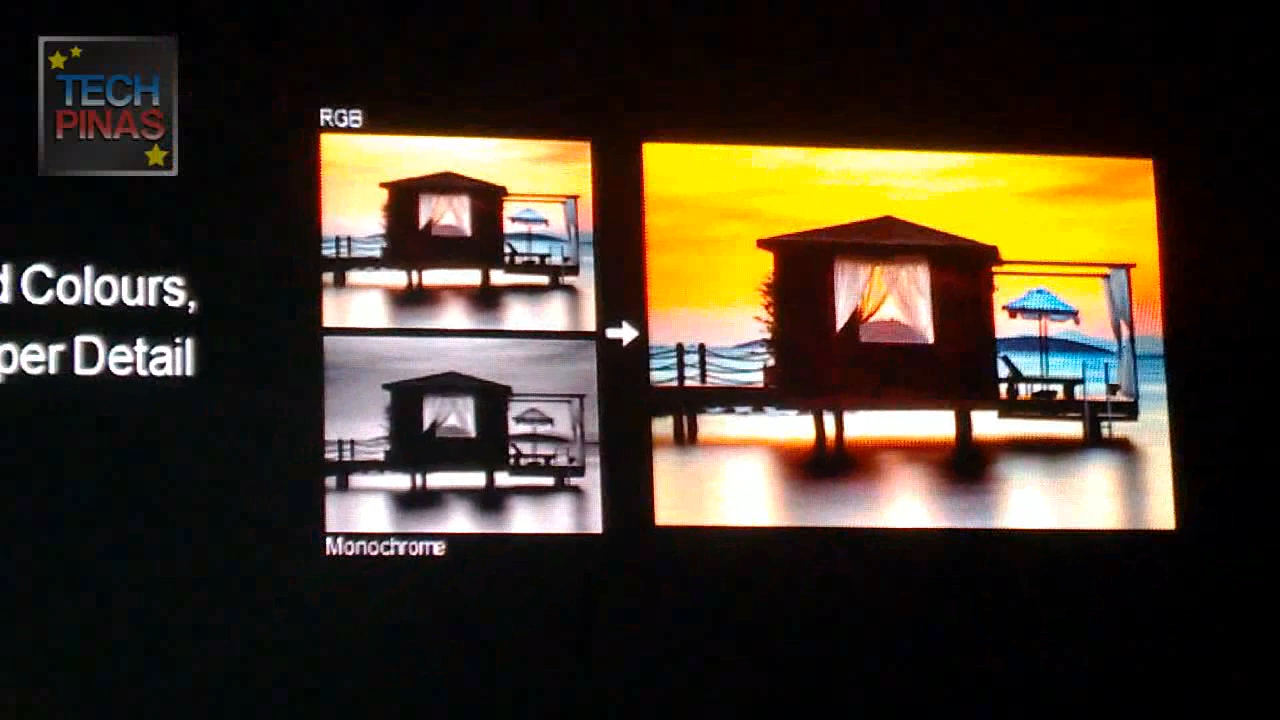 TECH
PINAS
RGB
d Colours,
per Detail
Monochrome